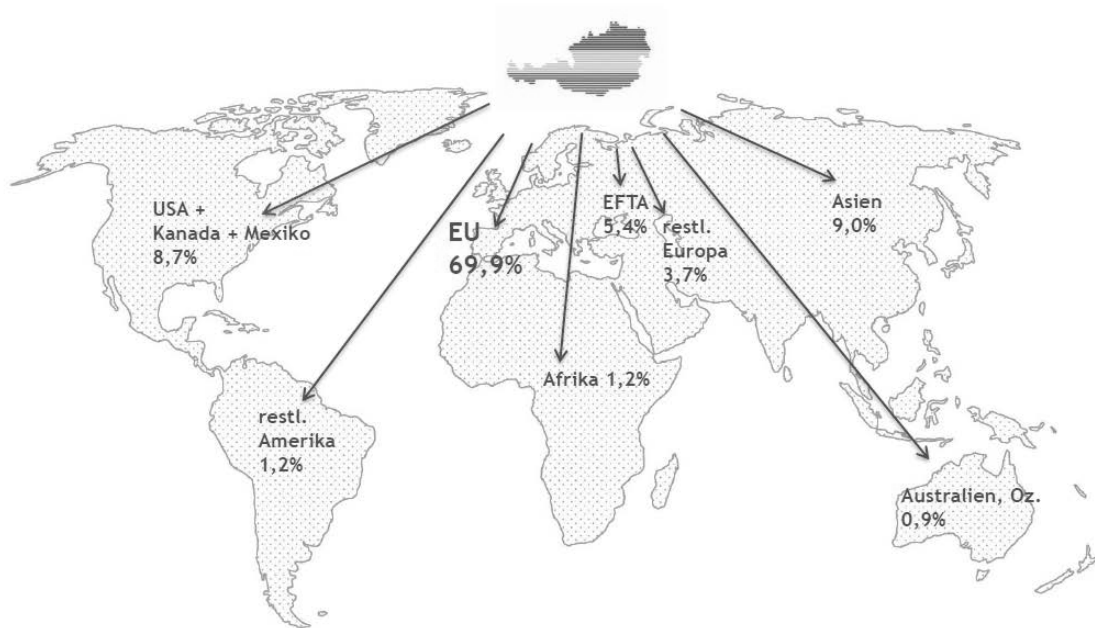 USA +
Kanada + Mexiko
8,7%
EU
69,9%
EFTA
5,4%
restl.
Europa
3,7%
Asien
9,0%
restl.
Amerika
1,2%
Afrika 1,2%
Australien, Oz.
0,9%